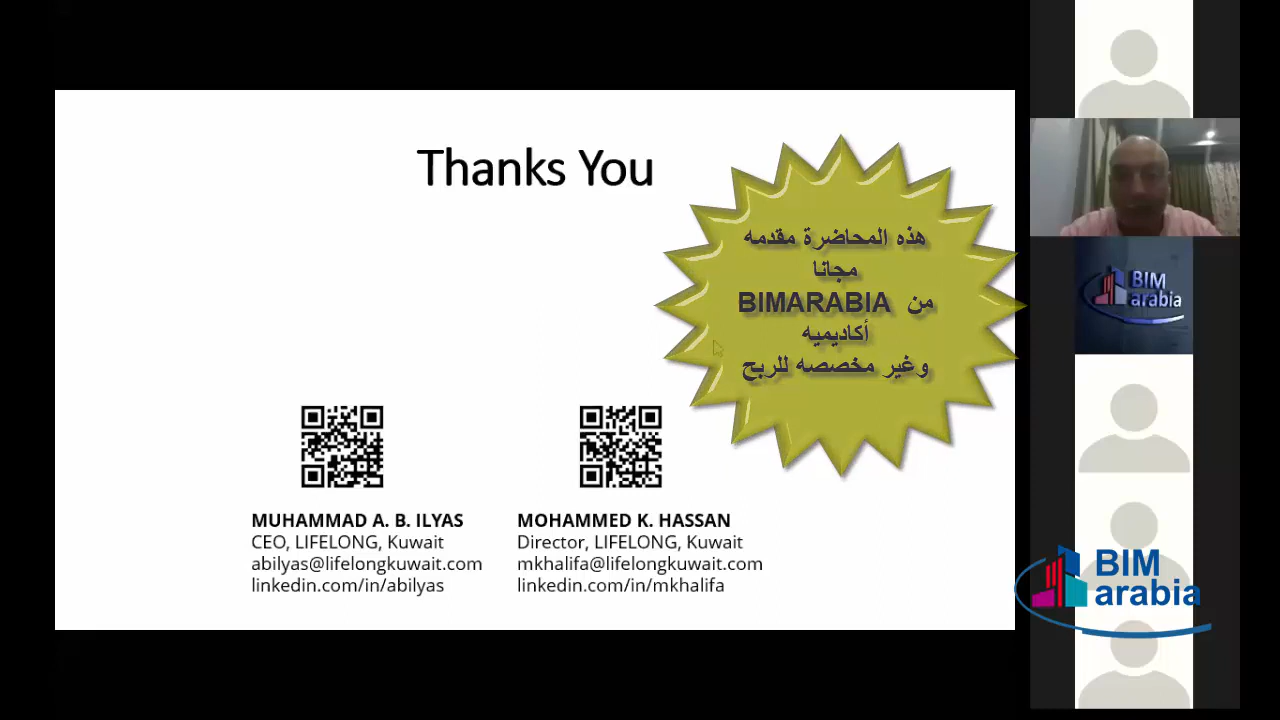 Thanks You
هذه المحاضرة مقدمه
مجانا
من BIMARABIA
أكاديميه
وغير مخصصه للربح
MUHAMMAD A. B. ILYAS
CEO, LIFELONG, Kuwait
abilyas@lifelongkuwait.com
linkedin.com/in/abilyas
MOHAMMED K. HASSAN
Director, LIFELONG, Kuwait
mkhalifa@lifelongkuwait.com
linkedin.com/in/mkhalifa
BIM
arabia
BIM
arabia